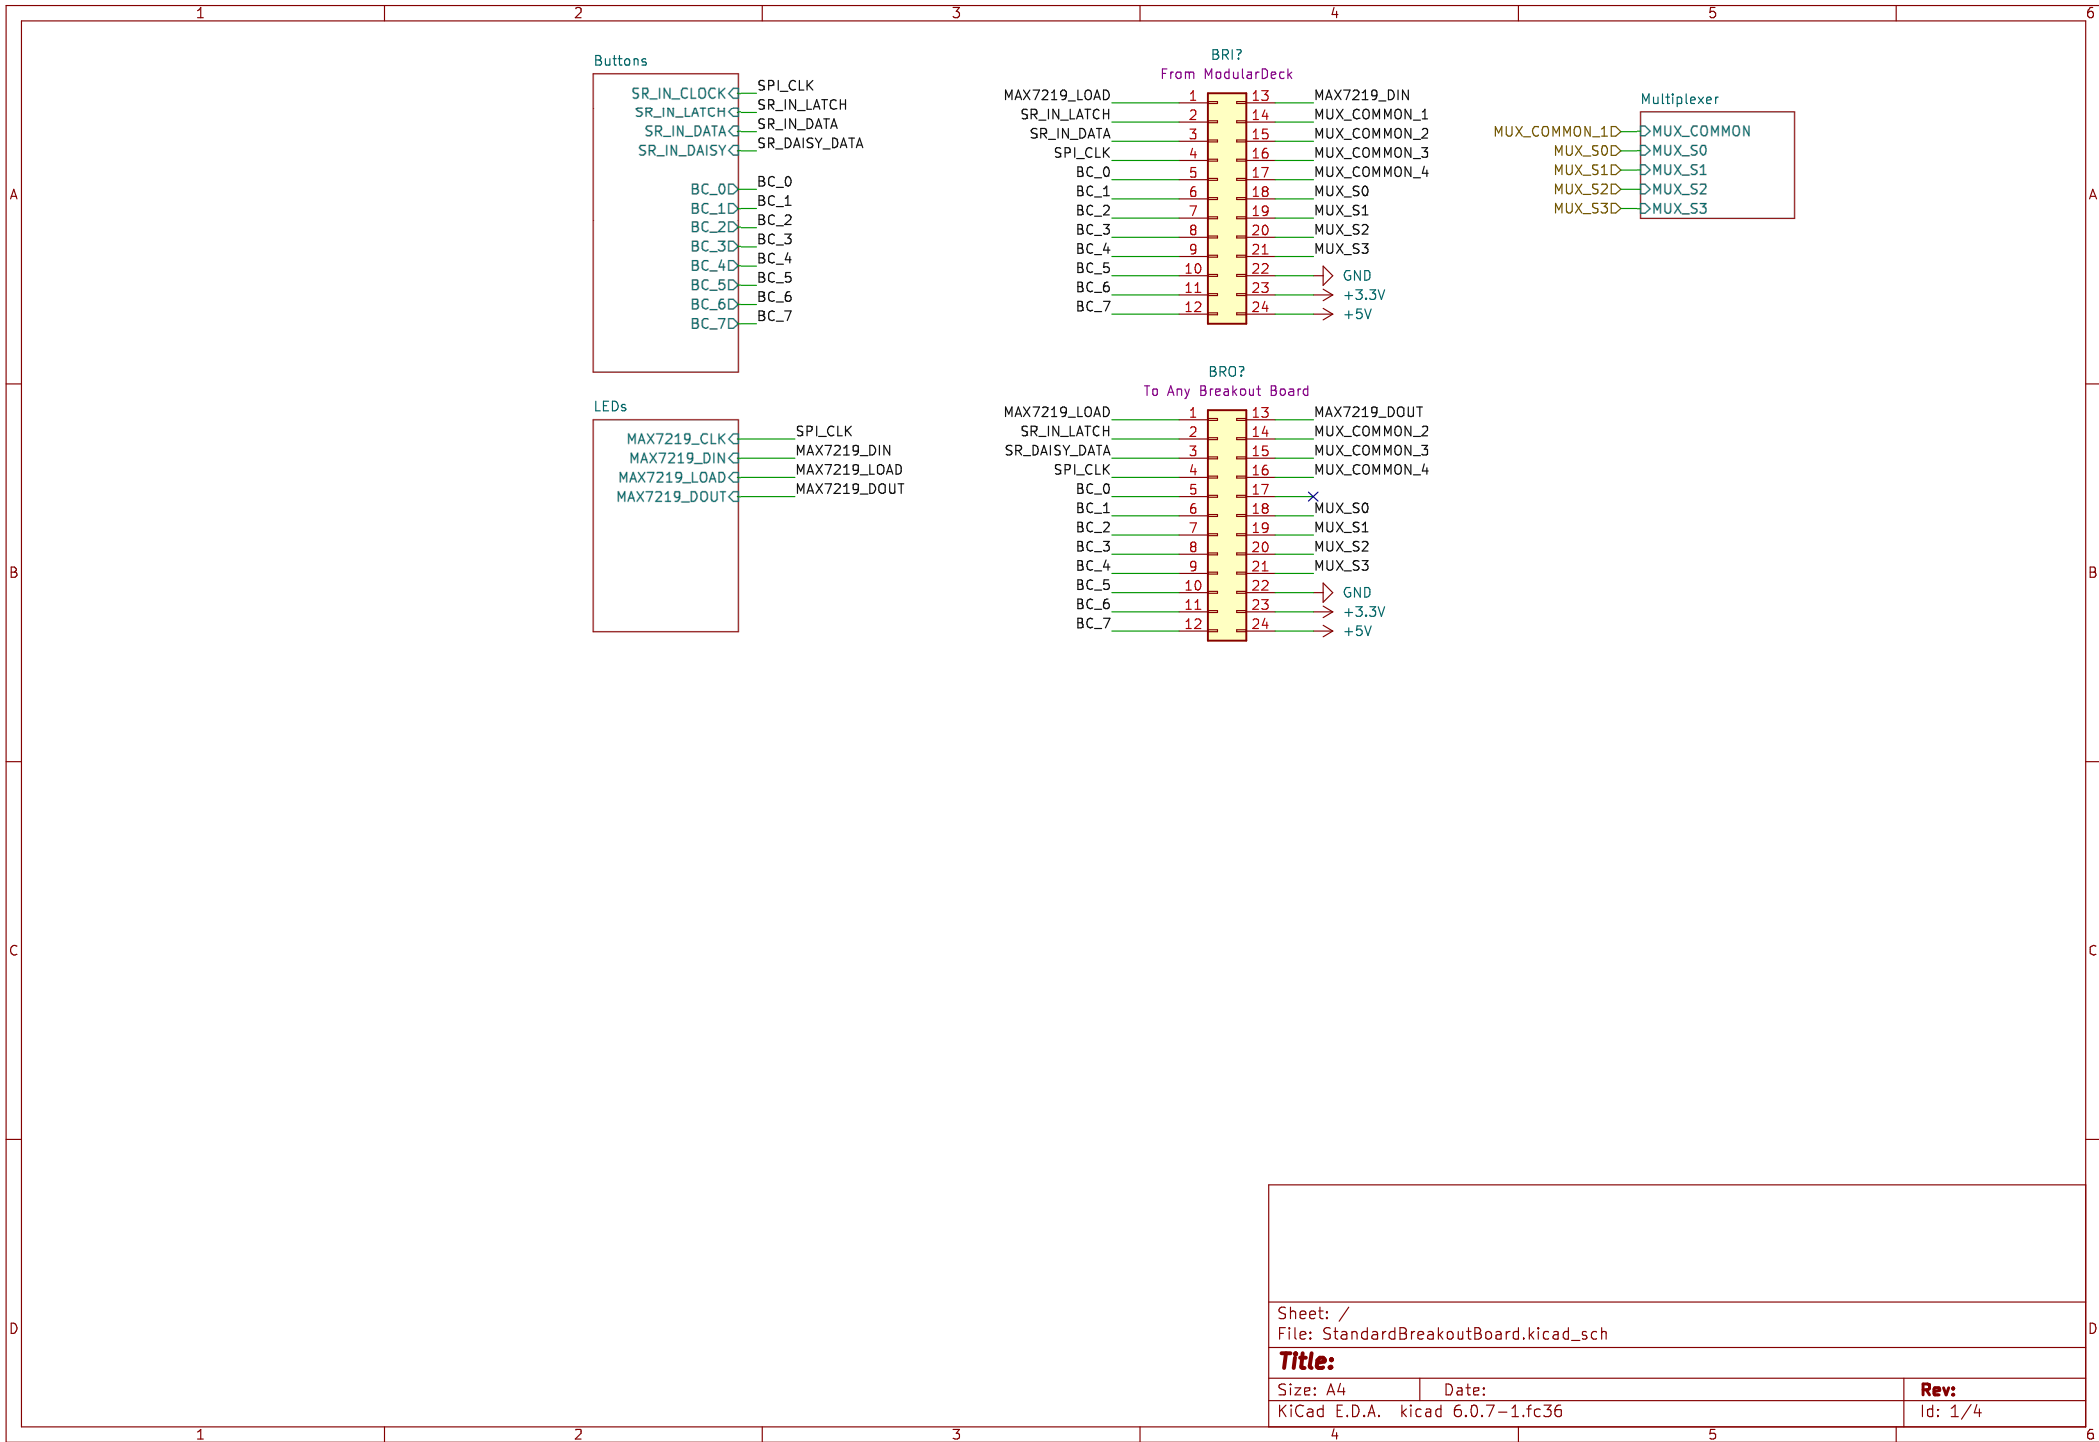 1 2 3 4 5 6
A
B
C
D
Buttons
SR_IN_CLOCK SPI_CLK
SR_IN_LATCH SR_IN_LATCH
SR_IN_DATA SR_IN_DATA
SR_IN_DAISY SR_DAISY_DATA
BC_0 BC_0
BC_1 BC_1
BC_2 BC_2
BC_3 BC_3
BC_4 BC_4
BC_5 BC_5
BC_6 BC_6
BC_7 BC_7
LEDs
MAX7219_CLK SPI_CLK
MAX7219_DIN MAX7219_DIN
MAX7219_LOAD MAX7219_LOAD
MAX7219_DOUT MAX7219_DOUT
BRI?
From ModularDeck
MAX7219_LOAD 1 13 MAX7219_DIN
SR_IN_LATCH 2 14 MUX_COMMON_1
SR_IN_DATA 3 15 MUX_COMMON_2
SPI_CLK 4 16 MUX_COMMON_3
BC_0 5 17 MUX_COMMON_4
BC_1 6 18 MUX_S0
BC_2 7 19 MUX_S1
BC_3 8 20 MUX_S2
BC_4 9 21 MUX_S3
BC_5 10 22 GND
BC_6 11 23 +3.3V
BC_7 12 24 +5V
BRO?
To Any Breakout Board
MAX7219_LOAD 1 13 MAX7219_DOUT
SR_IN_LATCH 2 14 MUX_COMMON_2
SR_DAISY_DATA 3 15 MUX_COMMON_3
SPI_CLK 4 16 MUX_COMMON_4
BC_0 5 17
BC_1 6 18 MUX_S0
BC_2 7 19 MUX_S1
BC_3 8 20 MUX_S2
BC_4 9 21 MUX_S3
BC_5 10 22 GND
BC_6 11 23 +3.3V
BC_7 12 24 +5V
Multiplexer
MUX_COMMON_1 MUX_COMMON
MUX_S0 MUX_S0
MUX_S1 MUX_S1
MUX_S2 MUX_S2
MUX_S3 MUX_S3
A
B
C
D
Sheet: /
File: StandardBreakoutBoard.kicad_sch
Title:
Size: A4 Date: Rev:
KiCad E.D.A. kicad 6.0.7-1.fc36 Id: 1/4
1 2 3 4 5 6